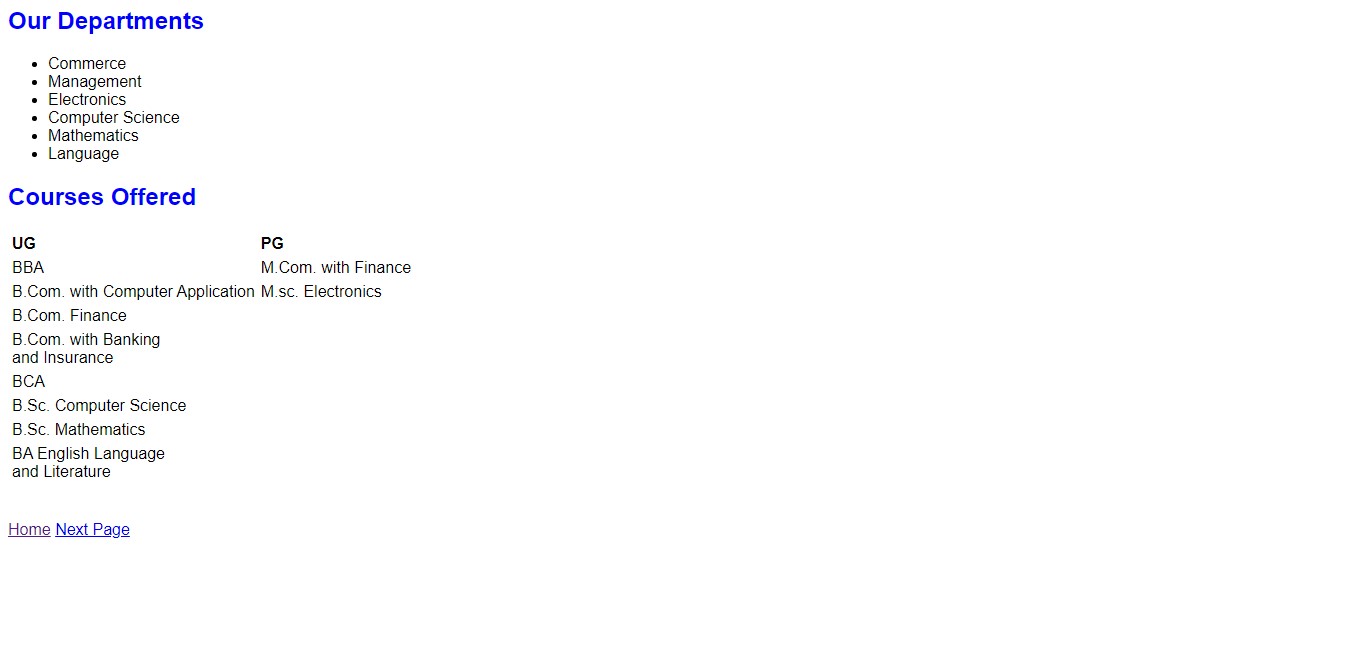 Our Departments
Commerce
Management
Electronics
Computer Science
Mathematics
Language
Courses Offered
UG PG
BBA M.Com. with Finance
B.Com. with Computer Application M.sc. Electronics
B.Com. Finance
B.Com. with Banking
and Insurance
BCA
B.Sc. Computer Science
B.Sc. Mathematics
BA English Language
and Literature
Home Next Page